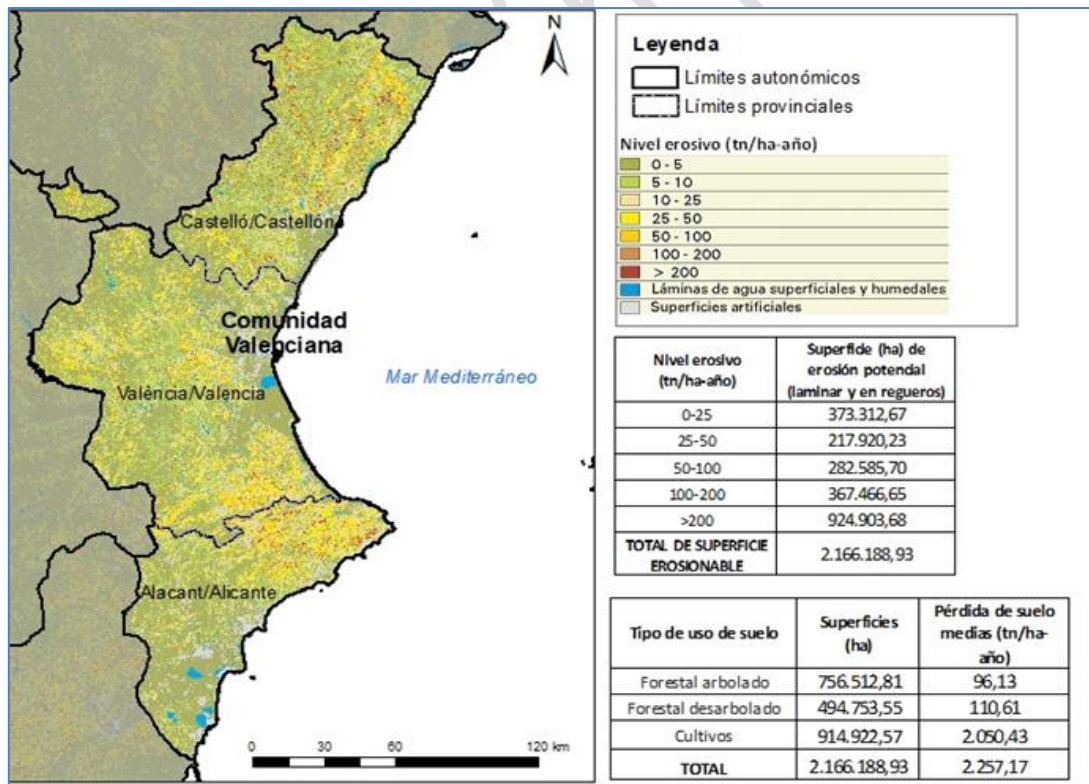 N
Castelló/Castellón
Comunidad
Valenciana
València/Valencia
Mar Mediterráneo
Alacant/Alicante
0 30 60 120 km
Leyenda
Límites autonómicos
Límites provinciales
Nivel erosivo (tn/ha-año)
0 - 5
5 - 10
10 - 25
25 - 50
50 - 100
100 - 200
> 200
Láminas de agua superficiales y humedales
Superficies artificiales
Nivel erosivo
(tn/ha-año)
Superficie (ha) de
erosión potendal
(laminar y en regueros)
0-25 373.312,67
25-50 217.920,23
50-100 282.585,70
100-200 367.466,65
>200 924.903,68
TOTAL DE SUPERFICIE
EROSIONABLE
2.166.188,93
Tipo de uso de suelo
Superficies
(ha)
Pérdida de suelo
medias (tn/ha-
año)
Forestal arbolado 756.512,81 96,13
Forestal desarbolado 494.753,55 110,61
Cultivos 914.922,57 2.050,43
TOTAL 2.166.188,93 2.257,17